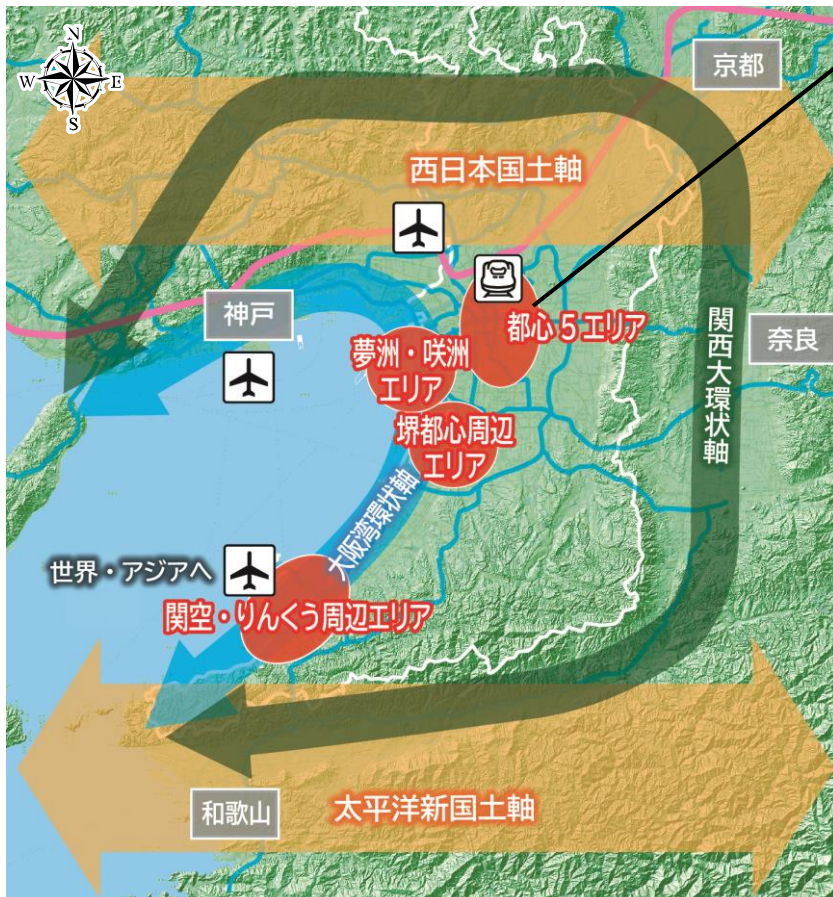 N
W E
S
京都
西日本国土軸
神戸
都心5エリア
関西大環状軸
奈良
夢洲・咲洲
エリア
堺都心周辺
エリア
大阪湾環状軸
世界・アジアへ
関空・りんくう周辺エリア
和歌山
太平洋新国土軸